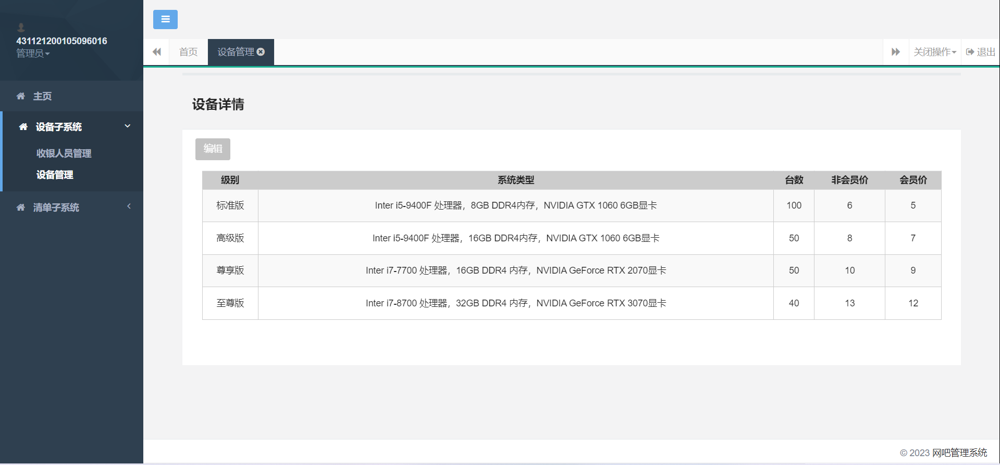 431121200105096016
管理员
主页
设备子系统
收银人员管理
设备管理
清单子系统
首页
设备管理
关闭操作
退出
设备详情
编辑
级别 系统类型 台数 非会员价 会员价
标准版 Inter i5-9400F 处理器，8GB DDR4内存，NVIDIA GTX 1060 6GB显卡 100 6 5
高级版 Inter i5-9400F 处理器，16GB DDR4内存，NVIDIA GTX 1060 6GB显卡 50 8 7
尊享版 Inter i7-7700 处理器，16GB DDR4 内存，NVIDIA GeForce RTX 2070显卡 50 10 9
至尊版 Inter i7-8700 处理器，32GB DDR4 内存，NVIDIA GeForce RTX 3070显卡 40 13 12
© 2023 网吧管理系统